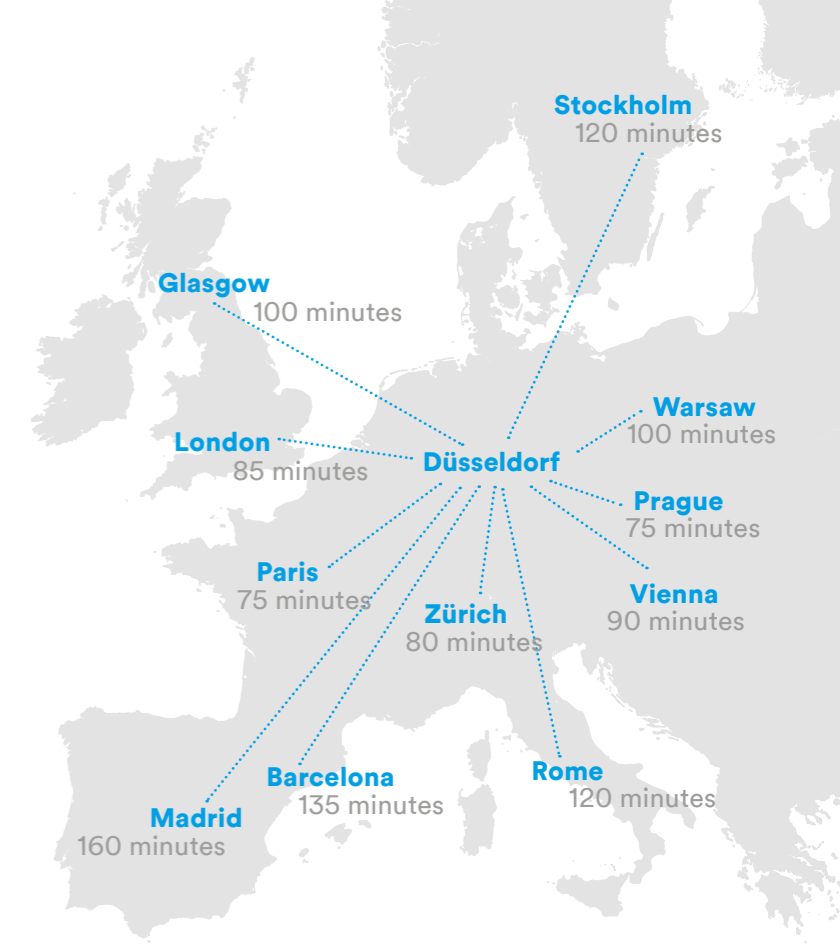 Stockholm
120 minutes
Glasgow
100 minutes
Warsaw
100 minutes
London
85 minutes
Düsseldorf
Prague
75 minutes
Paris
75 minutes
Vienna
90 minutes
Zürich
80 minutes
Barcelona
135 minutes
Rome
120 minutes
Madrid
160 minutes